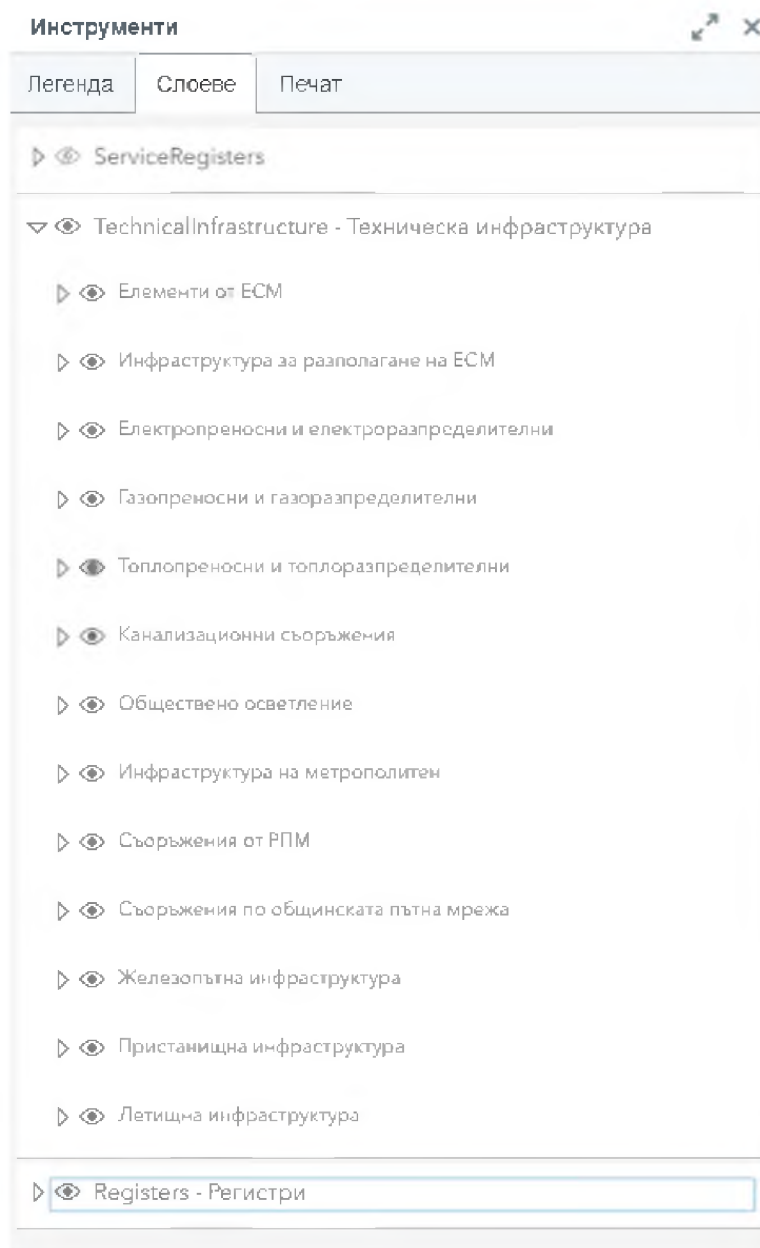 Инструменти
Легенда Слоеве Печат
ServiceRegisters
TechnicalInfrastructure - Техническа инфраструктура
Елементи от ЕСМ
Инфраструктура за разполагане на ЕСМ
Електропреносни и електроразпределителни
Газопреносни и газоразпределителни
Топлопреносни и топлоразпределителни
Канализационни съоръжения
Обществено осветление
Инфраструктура на метрополитен
Съоръжения от РПМ
Съоръжения по общинската пътна мрежа
Железопътна инфраструктура
Пристанищна инфраструктура
Летищна инфраструктура
Registers - Регистри